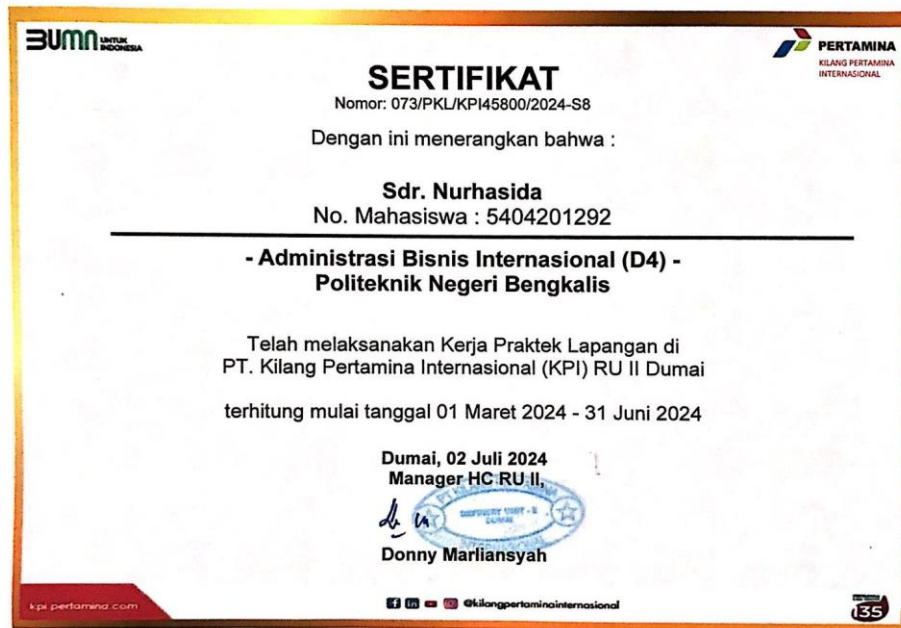 BUMN UNTUK INDONESIA
PERTAMINA
KILANG PERTAMINA
INTERNASIONAL
SERTIFIKAT
Nomor: 073/PKL/KPI45800/2024-S8
Dengan ini menerangkan bahwa :
Sdr. Nurhasida
No. Mahasiswa : 5404201292
- Administrasi Bisnis Internasional (D4) -
Politeknik Negeri Bengkalis
Telah melaksanakan Kerja Praktek Lapangan di
PT. Kilang Pertamina Internasional (KPI) RU II Dumai
terhitung mulai tanggal 01 Maret 2024 - 31 Juni 2024
Dumai, 02 Juli 2024
Manager HC RU II,
REFINERY UNIT - II
DUMAI
INTERNASIONAL
Donny Marliansyah
kpi.pertamina.com
@kilangpertaminainternasional
135